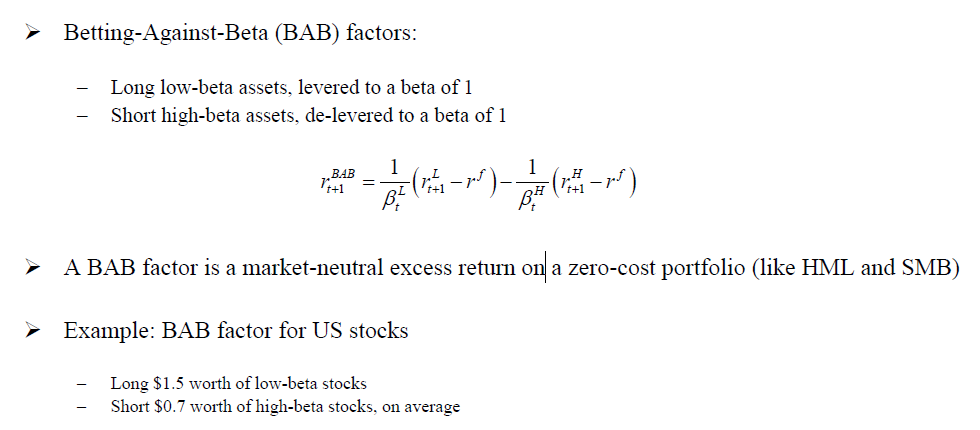 ➢ Betting-Against-Beta (BAB) factors:
– Long low-beta assets, levered to a beta of 1
– Short high-beta assets, de-levered to a beta of 1
r_{t+1}^{BAB} = \frac{1}{\beta_t^L}(r_{t+1}^L - r^f) - \frac{1}{\beta_t^H}(r_{t+1}^H - r^f)
➢ A BAB factor is a market-neutral excess return on a zero-cost portfolio (like HML and SMB)
➢ Example: BAB factor for US stocks
– Long $1.5 worth of low-beta stocks
– Short $0.7 worth of high-beta stocks, on average